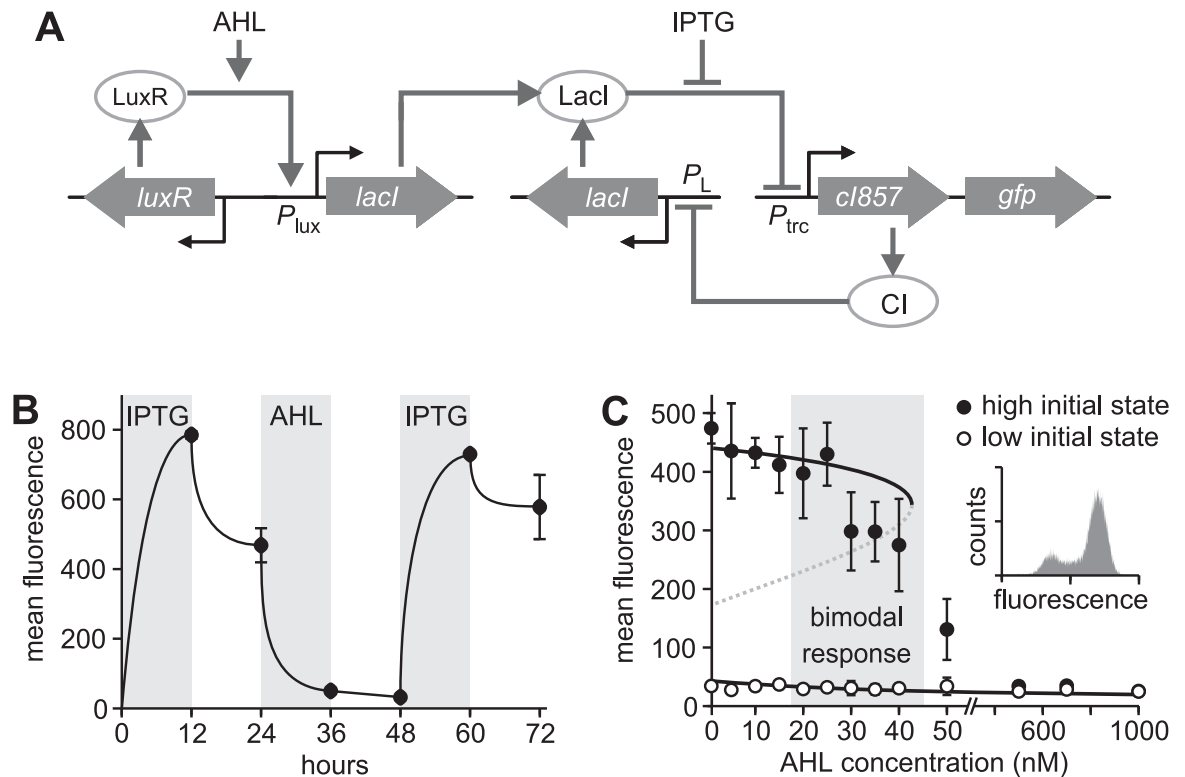 A
AHL
IPTG
LuxR
LacI
luxR
Plux
lacI
lacI
PL
Ptrc
cI857
gfp
CI
B
IPTG
AHL
IPTG
mean fluorescence
800
600
400
200
0
0 12 24 36 48 60 72
hours
C
mean fluorescence
500
400
300
200
100
0
high initial state
low initial state
counts
fluorescence
bimodal
response
0 10 20 30 40 50 600 1000
AHL concentration (nM)